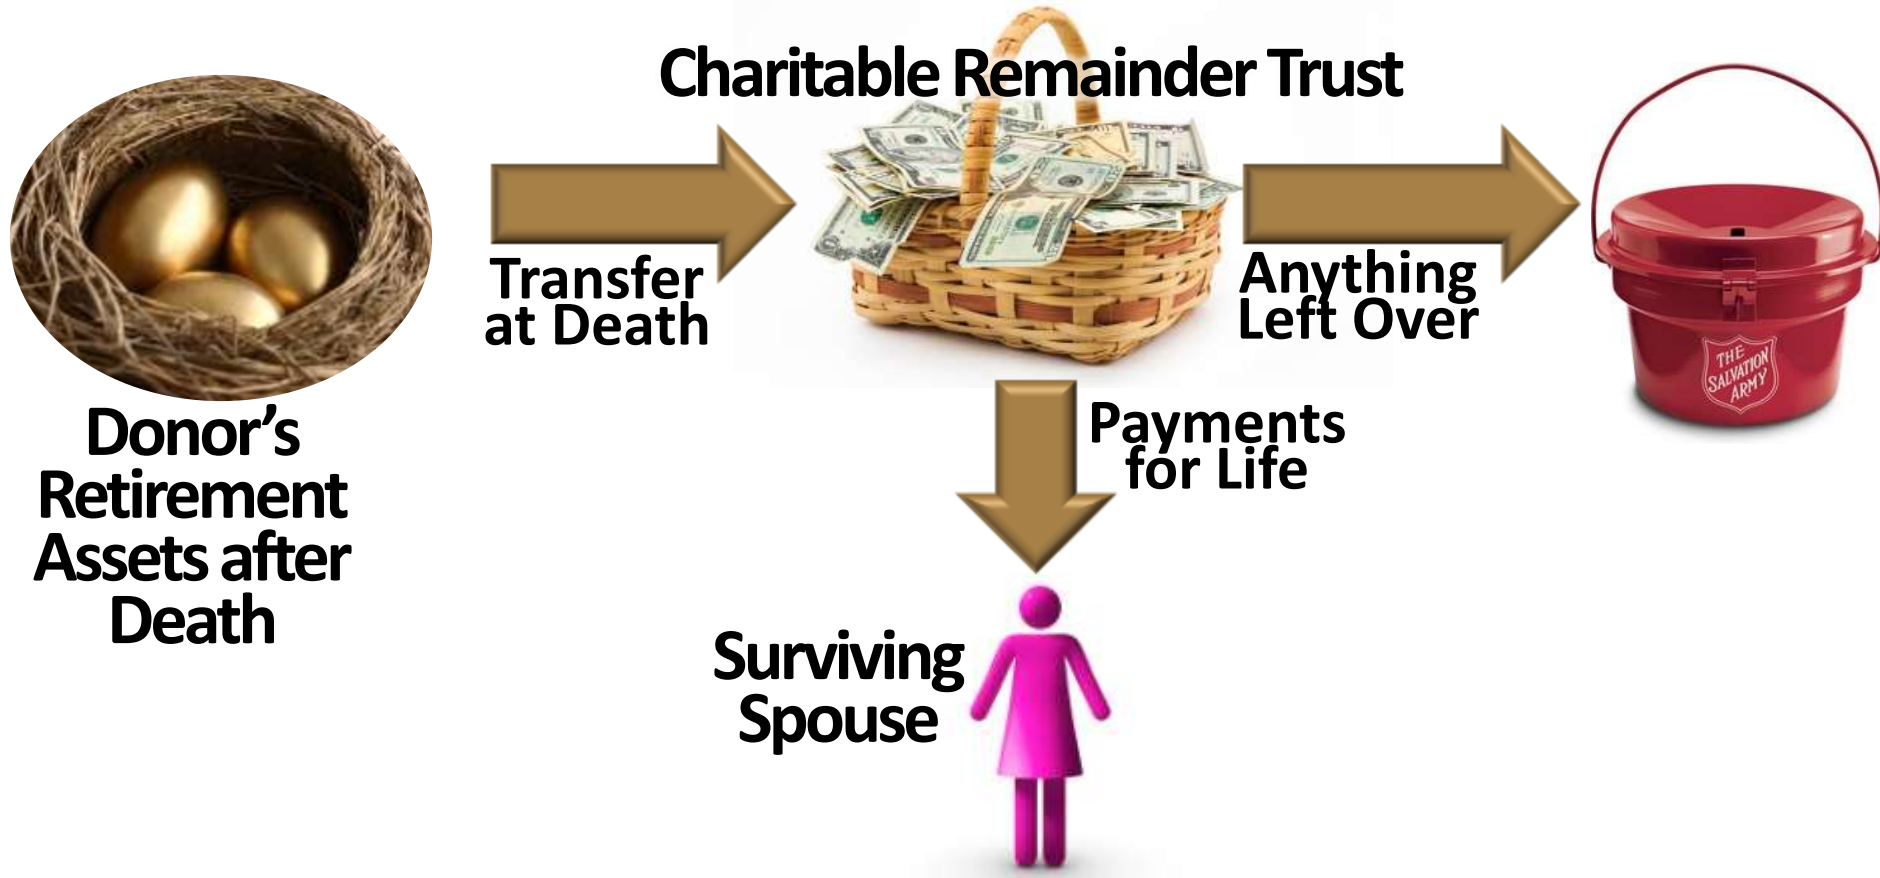 Charitable Remainder Trust
Transfer
at Death
Anything
Left Over
THE
SALVATION
ARMY
Donor’s
Retirement
Assets after
Death
Payments
for Life
Surviving
Spouse